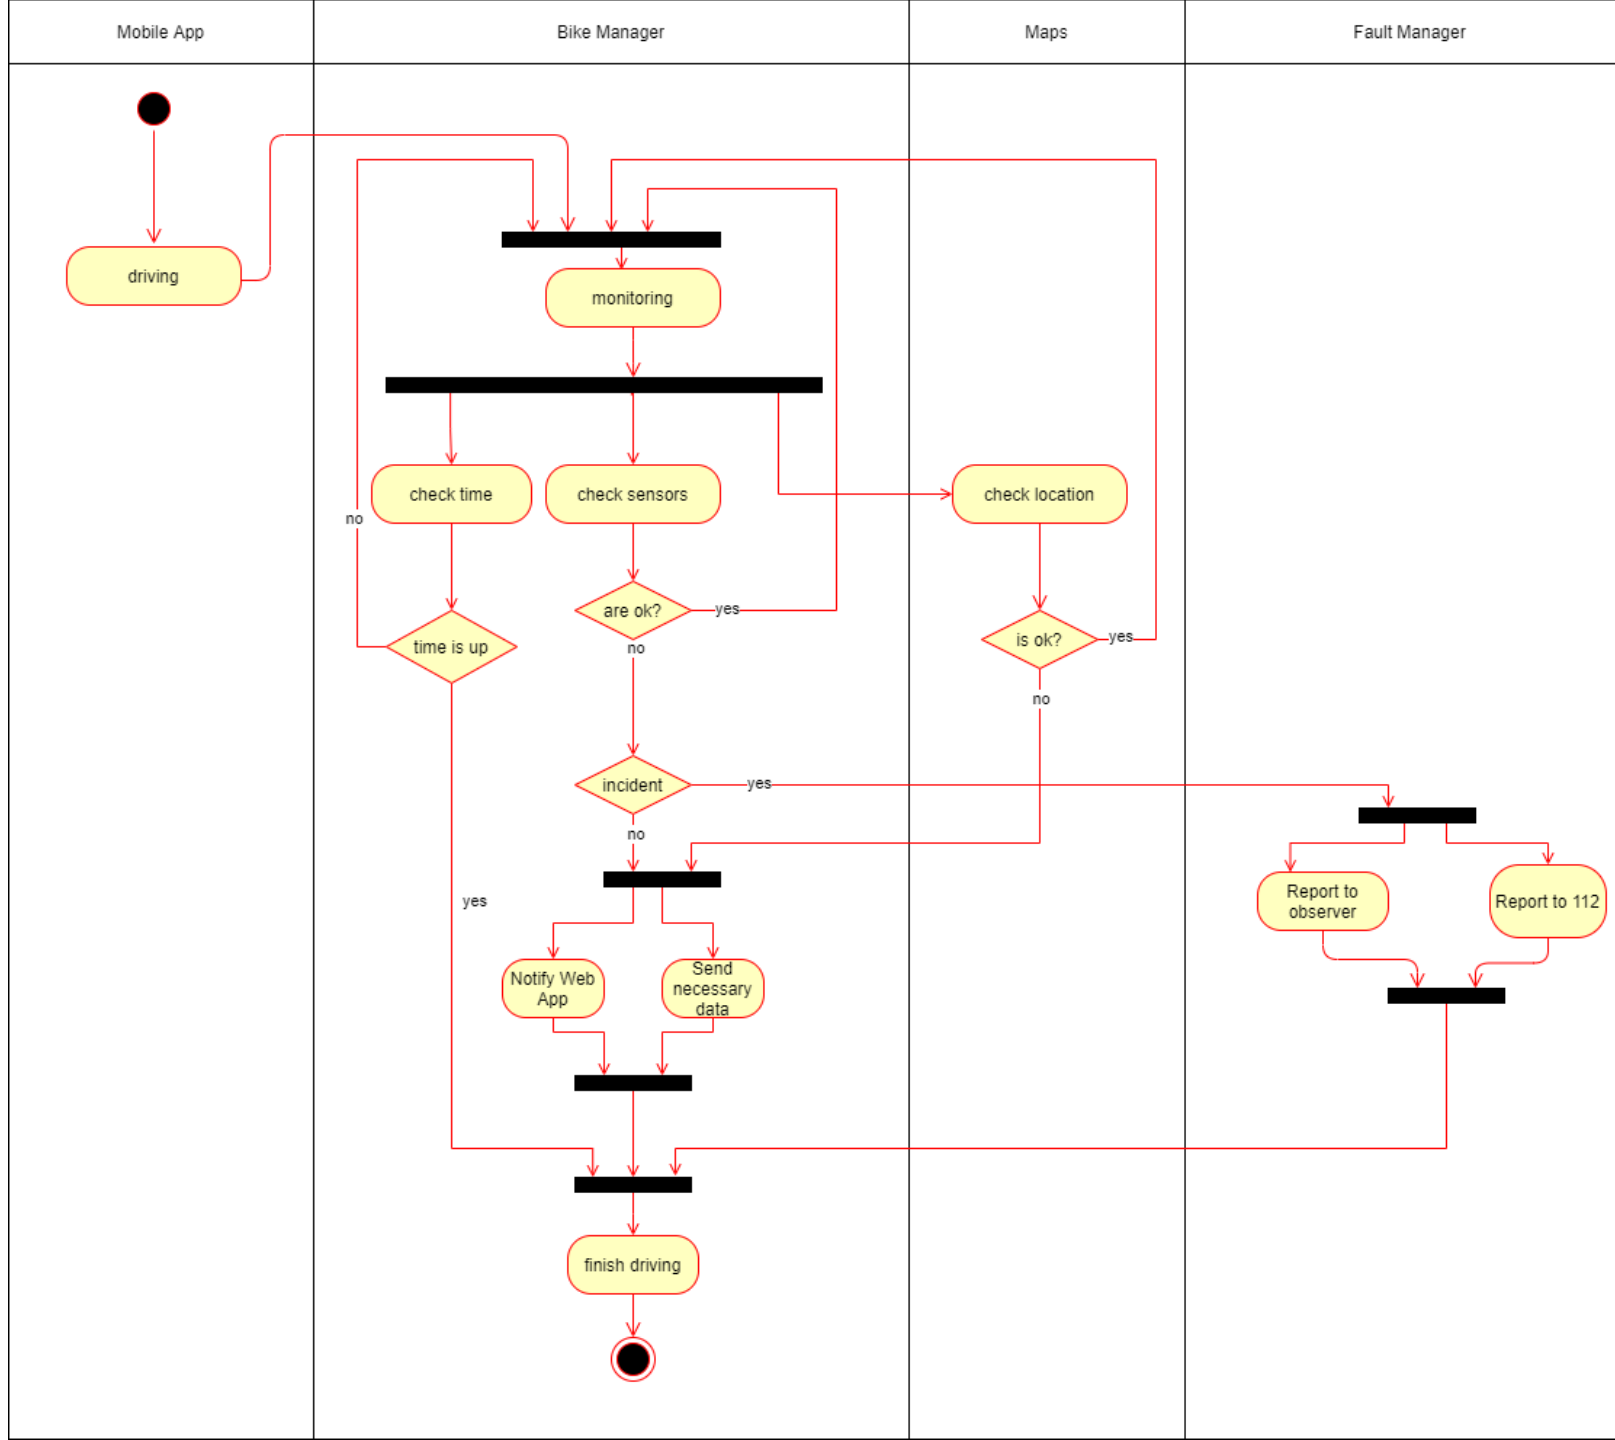 Mobile App
Bike Manager
Maps
Fault Manager
driving
monitoring
check time
check sensors
check location
no
are ok?
yes
time is up
no
is ok?
yes
no
incident
yes
no
yes
Report to
observer
Report to 112
Notify Web
App
Send
necessary
data
finish driving